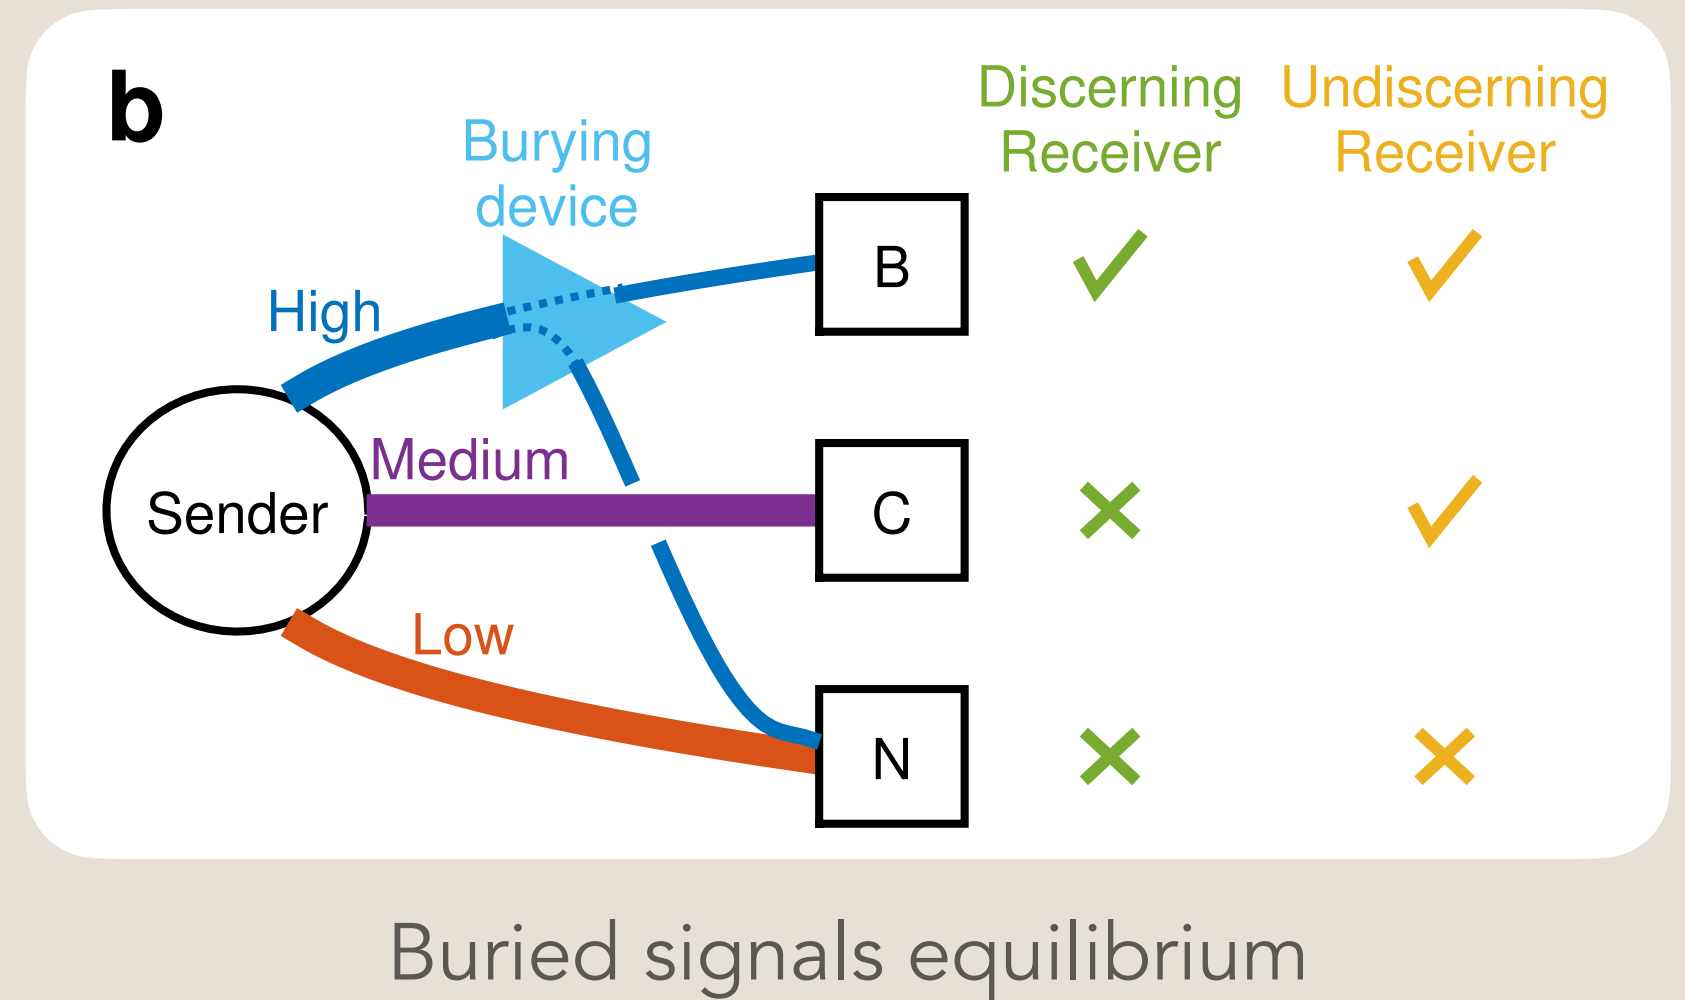 b
Discerning
Receiver
Undiscerning
Receiver
Burying
device
High
B
Medium
Sender
C
Low
N
Buried signals equilibrium